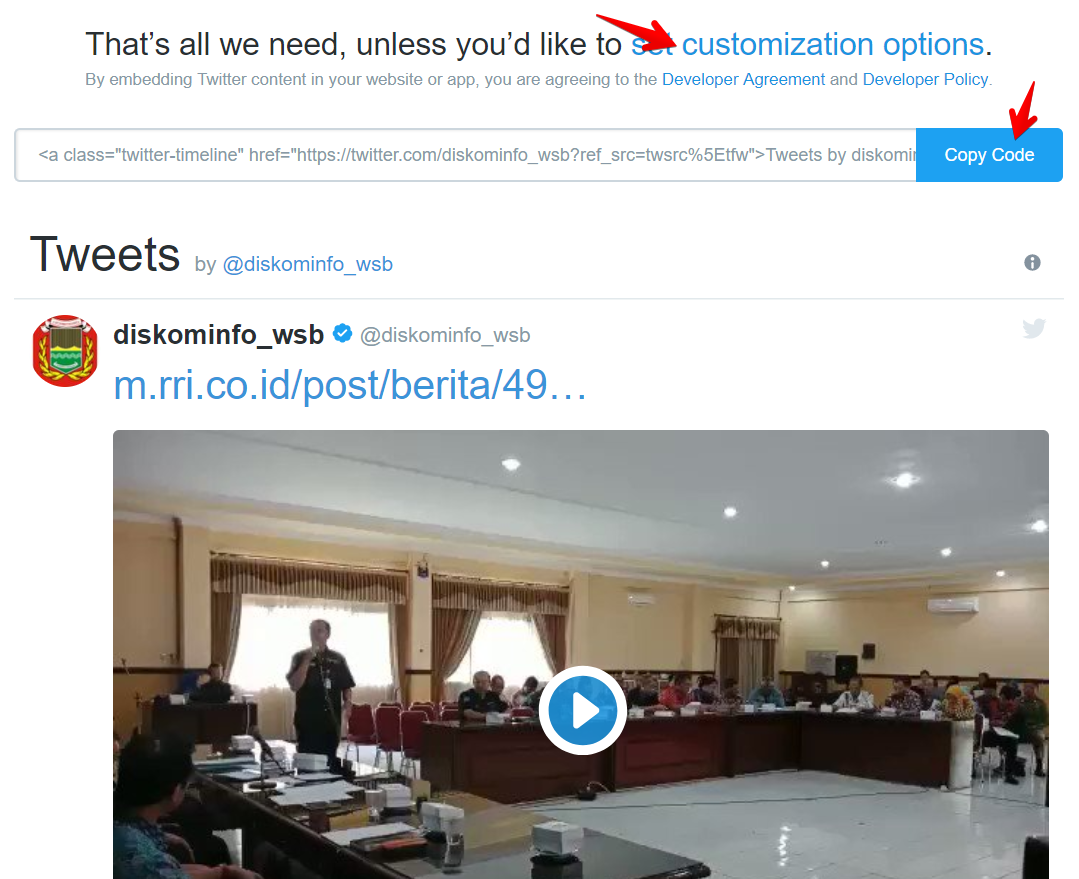 That's all we need, unless you'd like to set customization options.
By embedding Twitter content in your website or app, you are agreeing to the Developer Agreement and Developer Policy.
<a class="twitter-timeline" href="https://twitter.com/diskominfo_wsb?ref_src=twsrc%5Etfw">Tweets by diskomin
Copy Code
Tweets by @diskominfo_wsb
diskominfo_wsb @diskominfo_wsb
m.rri.co.id/post/berita/49…